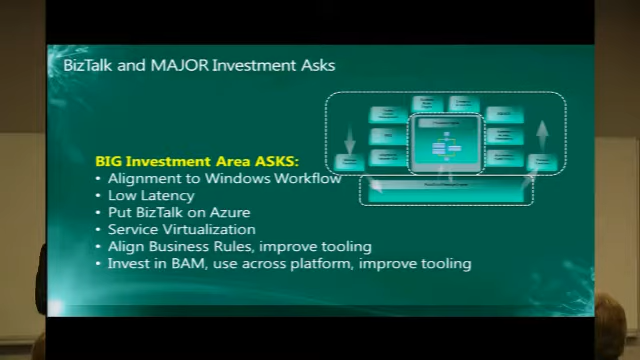 BizTalk and MAJOR Investment Asks
BIG Investment Area ASKS:
• Alignment to Windows Workflow
• Low Latency
• Put BizTalk on Azure
• Service Virtualization
• Align Business Rules, improve tooling
• Invest in BAM, use across platform, improve tooling